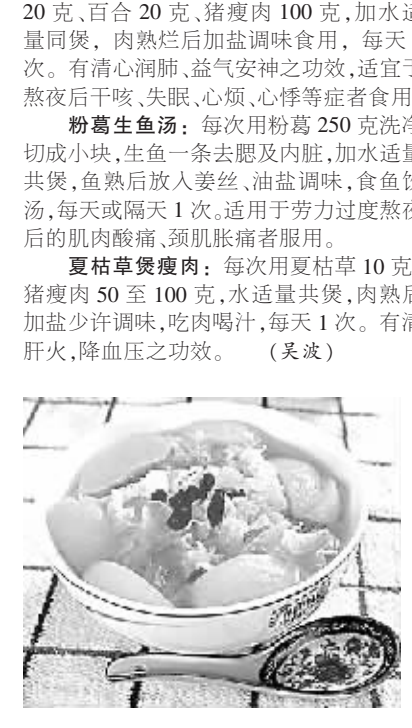 20 克、百合 20 克、猪瘦肉 100 克,加水适
量同煲，肉熟烂后加盐调味食用，每天
次。有清心润肺、益气安神之功效,适宜于
熬夜后干咳、失眠、心烦、心悸等症者食用
粉葛生鱼汤：每次用粉葛 250 克洗净
切成小块,生鱼一条去腮及内脏,加水适量
共煲,鱼熟后放入姜丝、油盐调味,食鱼饮
汤,每天或隔天 1 次。适用于劳力过度熬夜
后的肌肉酸痛、颈肌胀痛者服用。
夏枯草煲瘦肉：每次用夏枯草 10 克
猪瘦肉 50 至 100 克,水适量共煲,肉熟后
加盐少许调味,吃肉喝汁,每天 1 次。有清
肝火,降血压之功效。 (吴波)